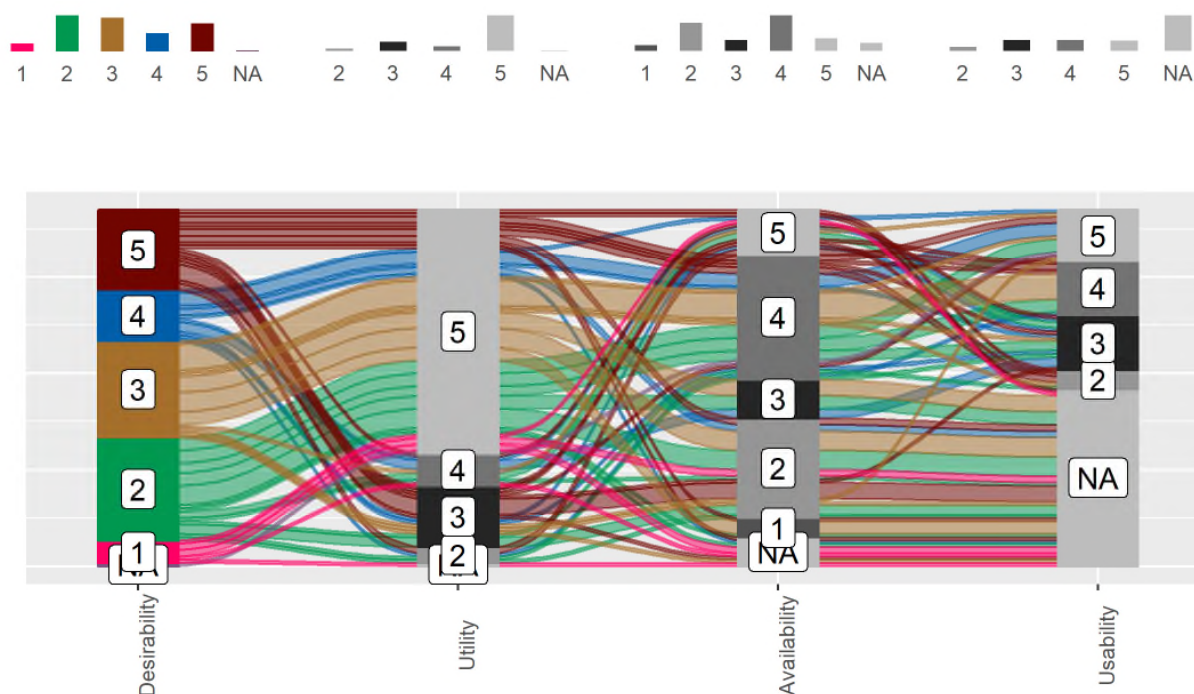 1 2 3 4 5 NA 2 3 4 5 NA 1 2 3 4 5 NA 2 3 4 5 NA
5 5 5 5
4 4 4 4
3 3 3 3
2 2 2 2
1 1
NA NA NA NA
Desirability Utility Availability Usability